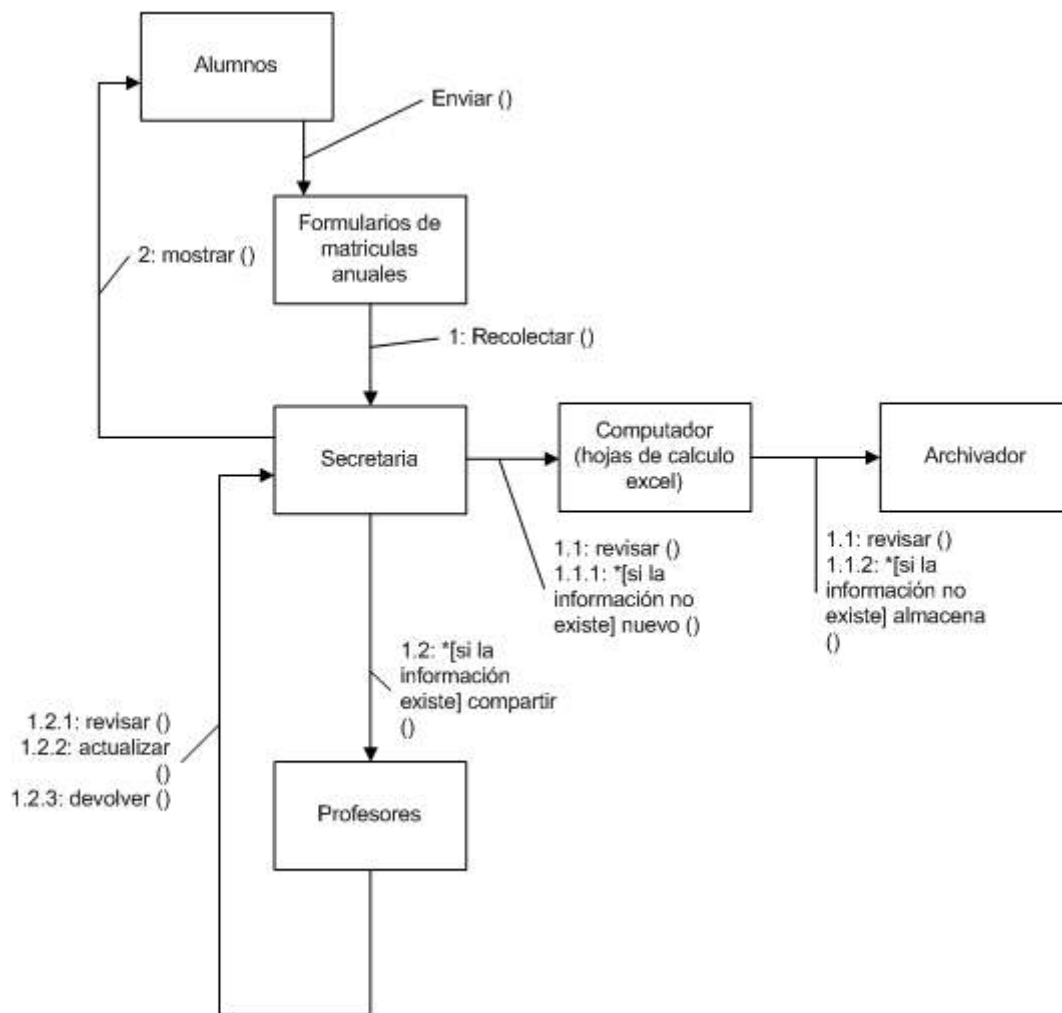 Alumnos
Enviar ()
Formularios de
matriculas
anuales
2: mostrar ()
1: Recolectar ()
Secretaria
Computador
(hojas de calculo
excel)
Archivador
1.1: revisar ()
1.1.1: *[si la
información no
existe] nuevo ()
1.1: revisar ()
1.1.2: *[si la
información no
existe] almacena
()
1.2: *[si la
información
existe] compartir
()
1.2.1: revisar ()
1.2.2: actualizar
()
1.2.3: devolver ()
Profesores